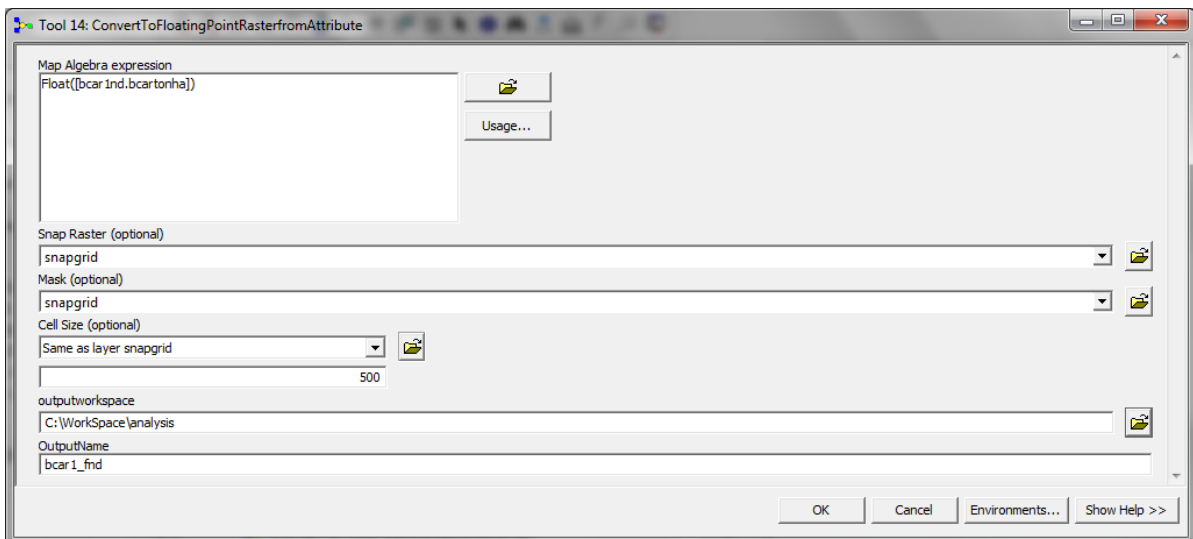 Tool 14: ConvertToFloatingPointRasterfromAttribute
Map Algebra expression
Float([bcar1nd.bcartonha])
Usage...
Snap Raster (optional)
snapgrid
Mask (optional)
snapgrid
Cell Size (optional)
Same as layer snapgrid
500
outputworkspace
C:\WorkSpace\analysis
OutputName
bcar1_fnd
OK Cancel Environments... Show Help >>